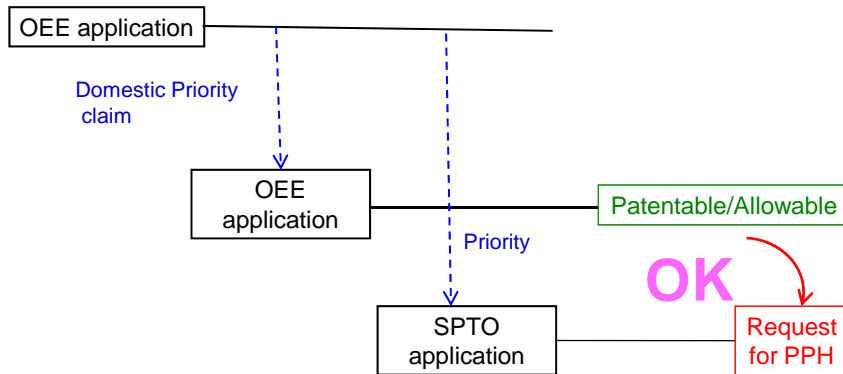 OEE application
Domestic Priority
claim
OEE
application
Patentable/Allowable
Priority
OK
SPTO
application
Request
for PPH